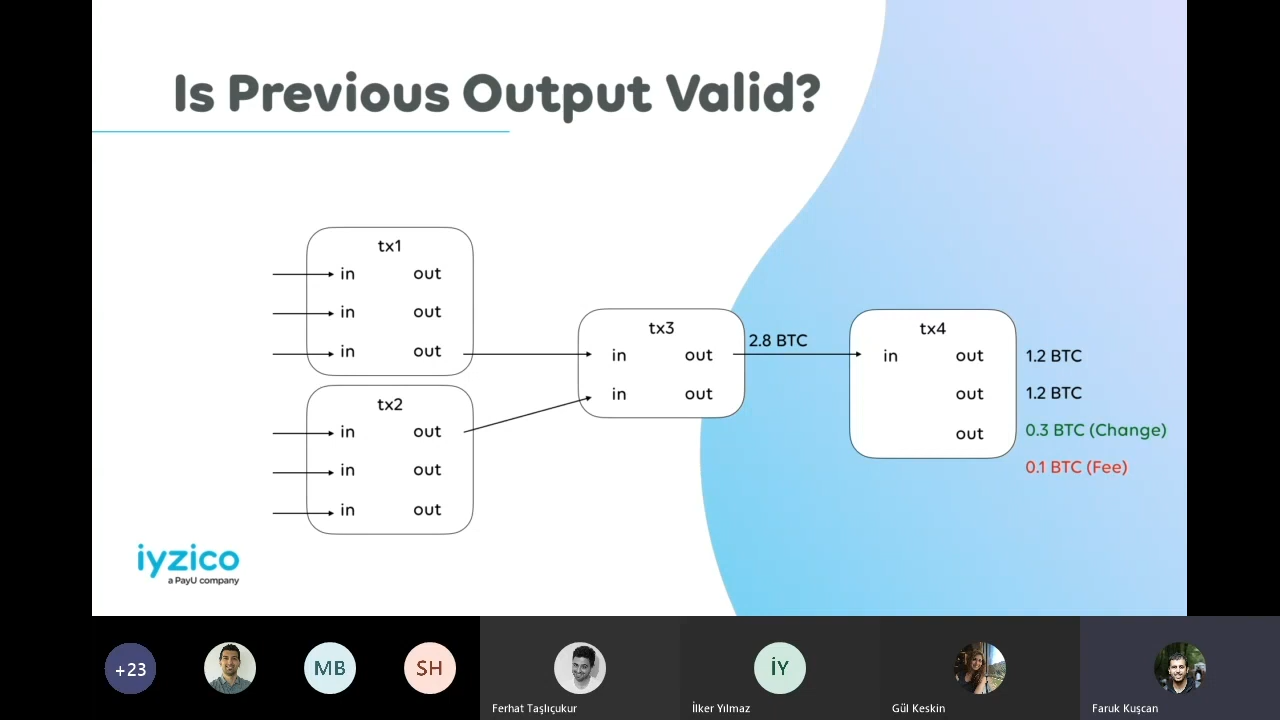 Is Previous Output Valid?
tx1
in out
in out
in out
tx2
in out
in out
in out
tx3
in out
in out
2.8 BTC
tx4
in out
out
out
1.2 BTC
1.2 BTC
0.3 BTC (Change)
0.1 BTC (Fee)
iyzico
a PayU company
+23
MB
SH
Ferhat Taşlıçukur
İY
İlker Yılmaz
Gül Keskin
Faruk Kuşcan